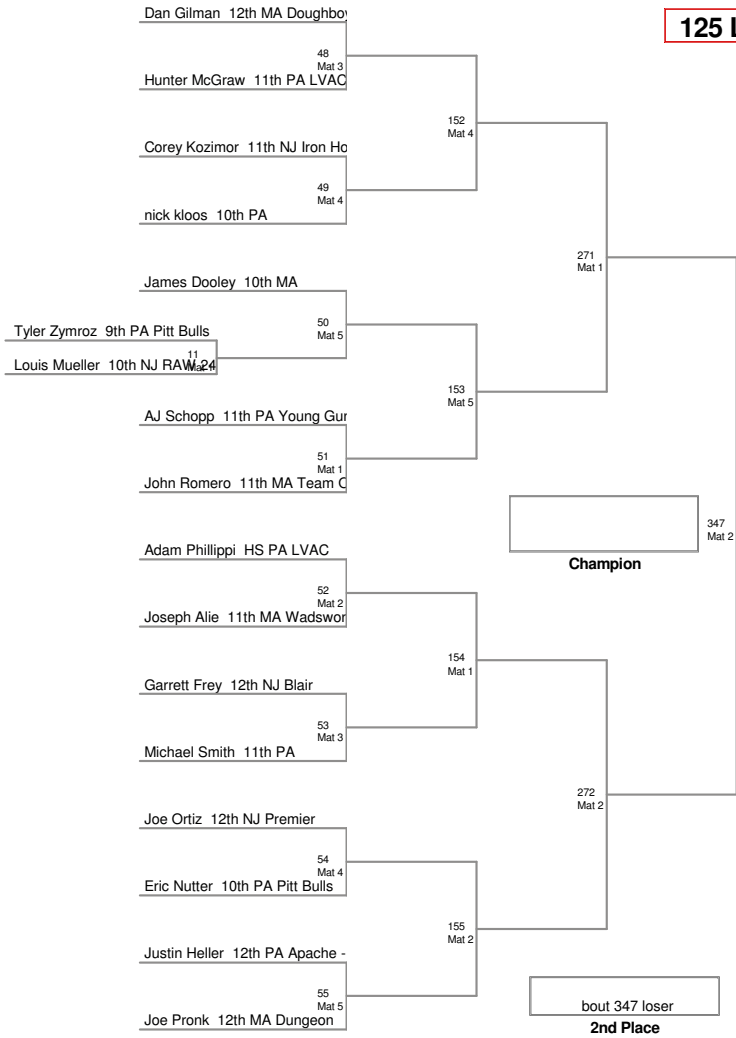 Dan Gilman 12th MA Doughboy
125 L
48
Mat 3
Hunter McGraw 11th PA LVAC
152
Mat 4
Corey Kozimor 11th NJ Iron Ho
49
Mat 4
nick kloos 10th PA
271
Mat 1
James Dooley 10th MA
50
Mat 5
Tyler Zymroz 9th PA Pitt Bulls
11
Louis Mueller 10th NJ RAW 24
153
Mat 5
AJ Schopp 11th PA Young Gun
51
Mat 1
John Romero 11th MA Team C
347
Mat 2
Champion
Adam Phillippi HS PA LVAC
52
Mat 2
Joseph Alie 11th MA Wadswor
154
Mat 1
Garrett Frey 12th NJ Blair
53
Mat 3
Michael Smith 11th PA
272
Mat 2
Joe Ortiz 12th NJ Premier
54
Mat 4
Eric Nutter 10th PA Pitt Bulls
155
Mat 2
Justin Heller 12th PA Apache -
55
Mat 5
Joe Pronk 12th MA Dungeon
bout 347 loser
2nd Place